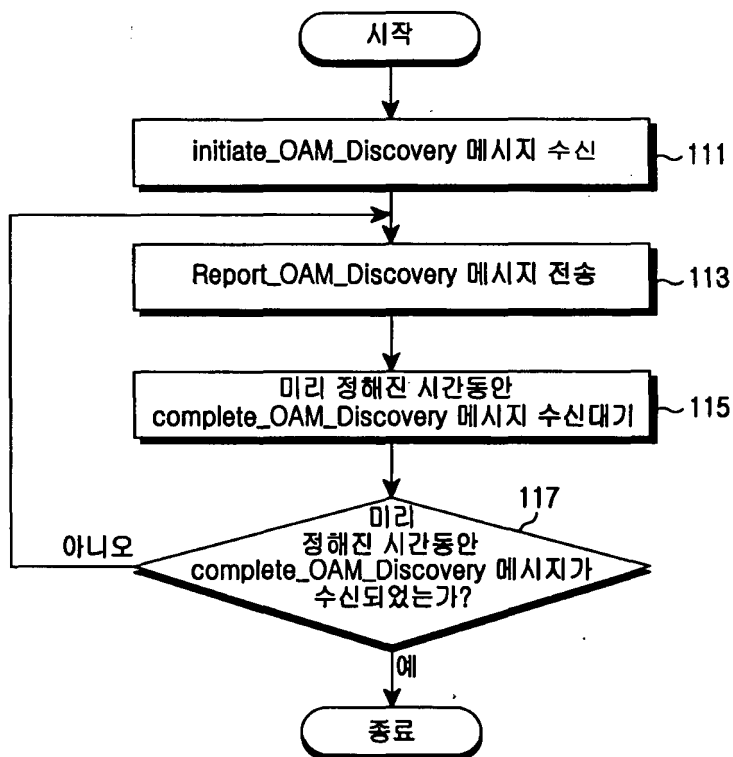 시작
initiate_OAM_Discovery 메시지 수신
111
Report_OAM_Discovery 메시지 전송
113
미리 정해진 시간동안
complete_OAM_Discovery 메시지 수신대기
115
117
아니오
미리
정해진 시간동안
complete_OAM_Discovery 메시지가
수신되었는가?
예
종료